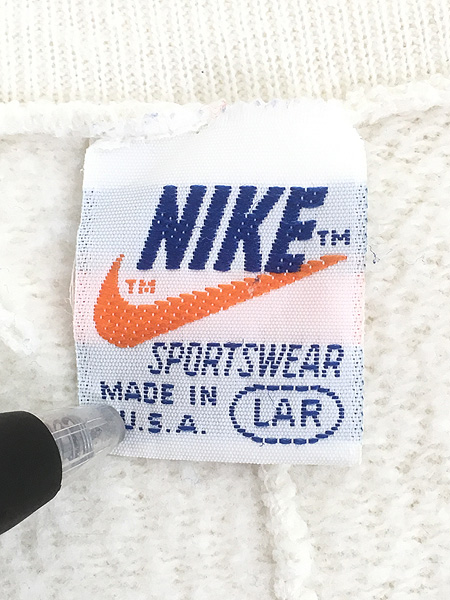 NIKE™
™
SPORTSWEAR
MADE IN
U.S.A.
LAR